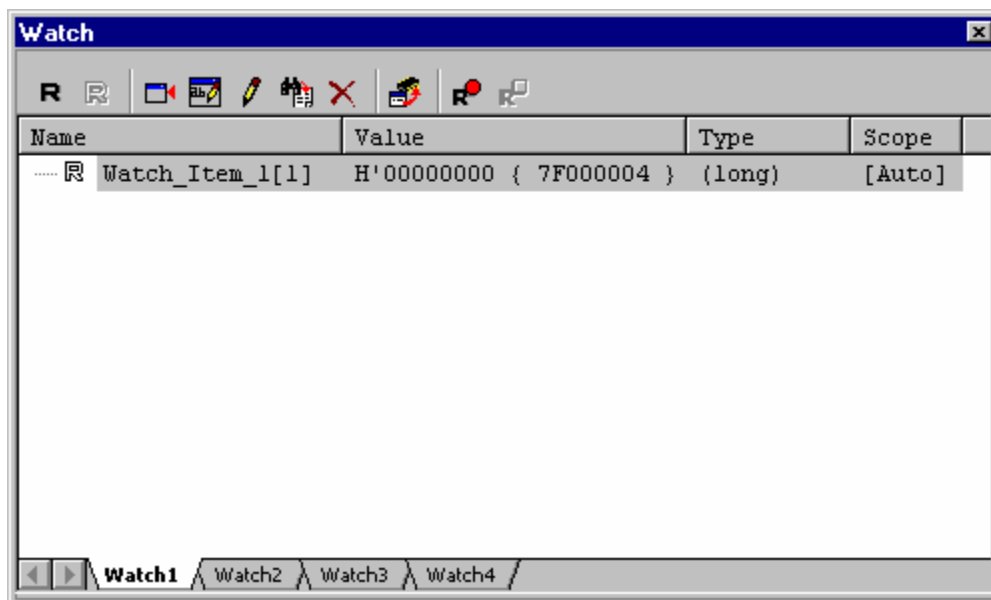 Watch
R R R R
Name Value Type Scope
R Watch_Item_1[1] H'00000000 { 7F000004 } (long) [Auto]
Watch1 Watch2 Watch3 Watch4